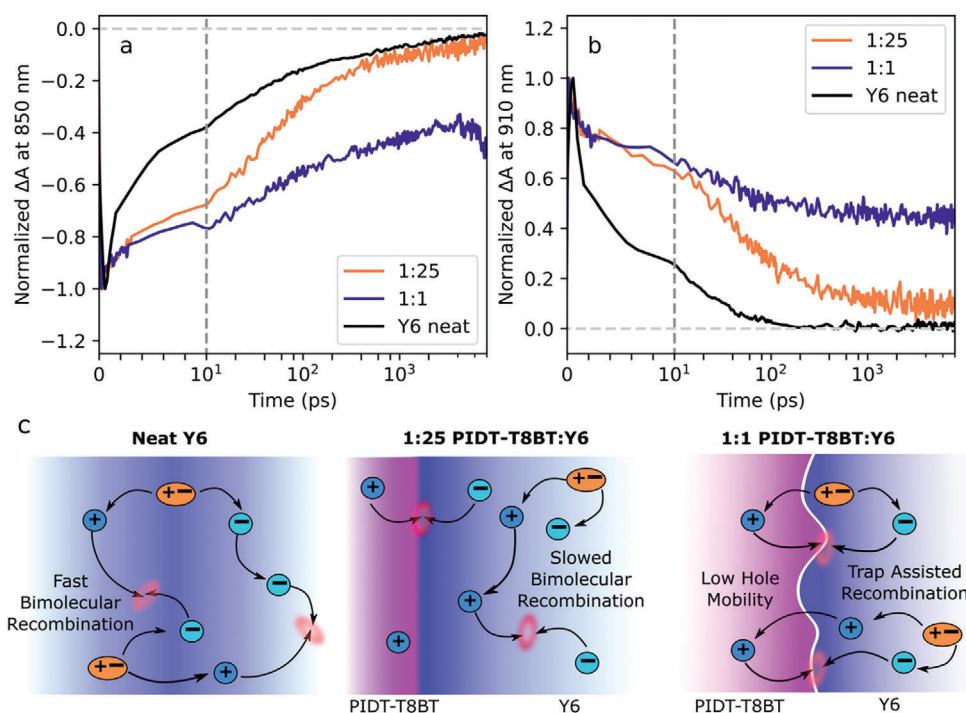 a
Normalized ΔA at 850 nm
0.0
−0.2
−0.4
−0.6
−0.8
−1.0
−1.2
1:25
1:1
Y6 neat
0
10¹
10²
10³
Time (ps)
b
Normalized ΔA at 910 nm
1.2
1.0
0.8
0.6
0.4
0.2
0.0
1:25
1:1
Y6 neat
0
10¹
10²
10³
Time (ps)
c
Neat Y6
+−
+
−
−
Fast
Bimolecular
Recombination
−
+−
+
1:25 PIDT-T8BT:Y6
+
−
+−
+
−
Slowed
Bimolecular
Recombination
+
+
−
PIDT-T8BT
Y6
1:1 PIDT-T8BT:Y6
+−
+
−
Low Hole
Mobility
Trap Assisted
Recombination
+
+−
+
−
PIDT-T8BT
Y6